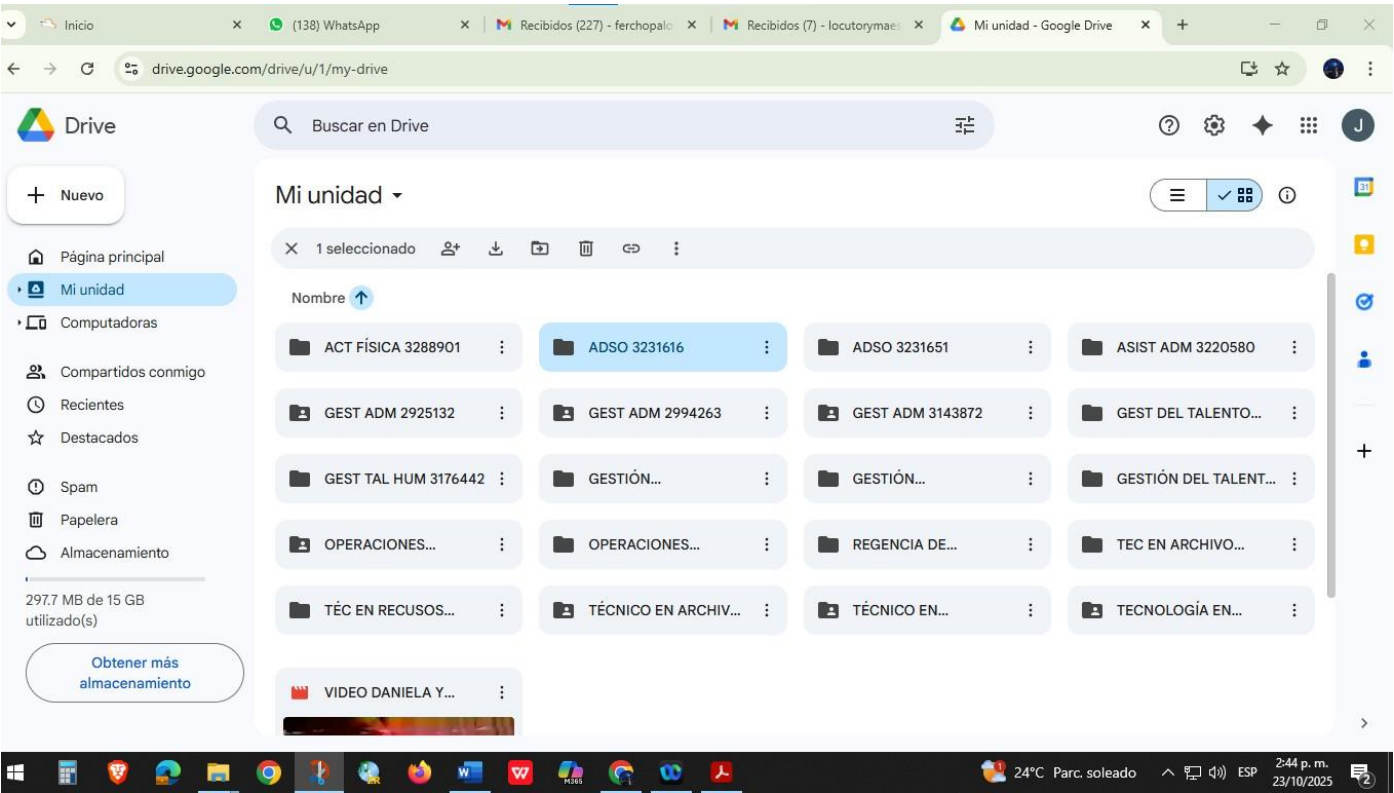 Inicio
(138) WhatsApp
Recibidos (227) - ferchopalo
Recibidos (7) - locutorymaes
Mi unidad - Google Drive
drive.google.com/drive/u/1/my-drive
Drive
Buscar en Drive
J
Nuevo
Mi unidad
31
1 seleccionado
Página principal
Mi unidad
Computadoras
Compartidos conmigo
Recientes
Destacados
Spam
Papelera
Almacenamiento
297.7 MB de 15 GB
utilizado(s)
Obtener más
almacenamiento
Nombre
ACT FÍSICA 3288901
ADSO 3231616
ADSO 3231651
ASIST ADM 3220580
GEST ADM 2925132
GEST ADM 2994263
GEST ADM 3143872
GEST DEL TALENTO...
GEST TAL HUM 3176442
GESTIÓN...
GESTIÓN...
GESTIÓN DEL TALENT...
OPERACIONES...
OPERACIONES...
REGENCIA DE...
TEC EN ARCHIVO...
TÉC EN RECUSOS...
TÉCNICO EN ARCHIV...
TÉCNICO EN...
TECNOLOGÍA EN...
VIDEO DANIELA Y...
M365
1
24°C Parc. soleado
ESP
2:44 p. m.
23/10/2025
2